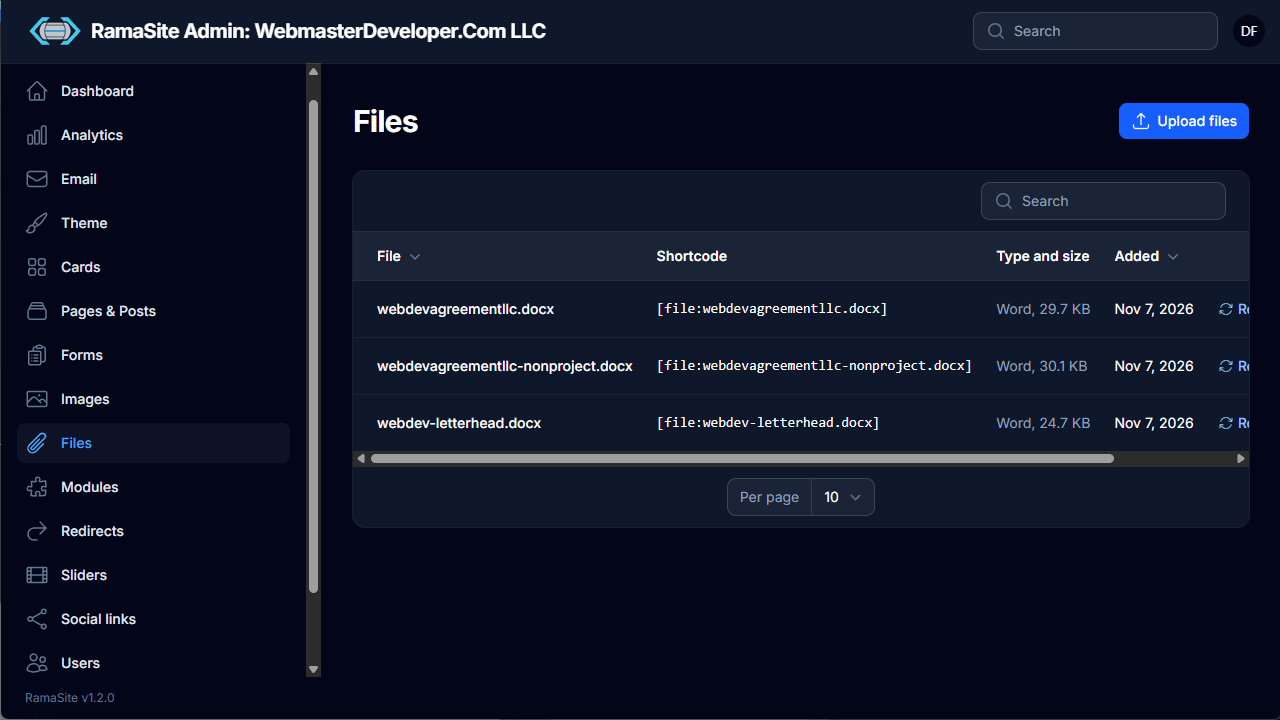 RamaSite Admin: WebmasterDeveloper.Com LLC
Search
DF
Dashboard
Analytics
Email
Theme
Cards
Pages & Posts
Forms
Images
Files
Modules
Redirects
Sliders
Social links
Users
RamaSite v1.2.0
Files
Upload files
Search
File Shortcode Type and size Added
webdevagreementllc.docx [file:webdevagreementllc.docx] Word, 29.7 KB Nov 7, 2026
webdevagreementllc-nonproject.docx [file:webdevagreementllc-nonproject.docx] Word, 30.1 KB Nov 7, 2026
webdev-letterhead.docx [file:webdev-letterhead.docx] Word, 24.7 KB Nov 7, 2026
Per page 10